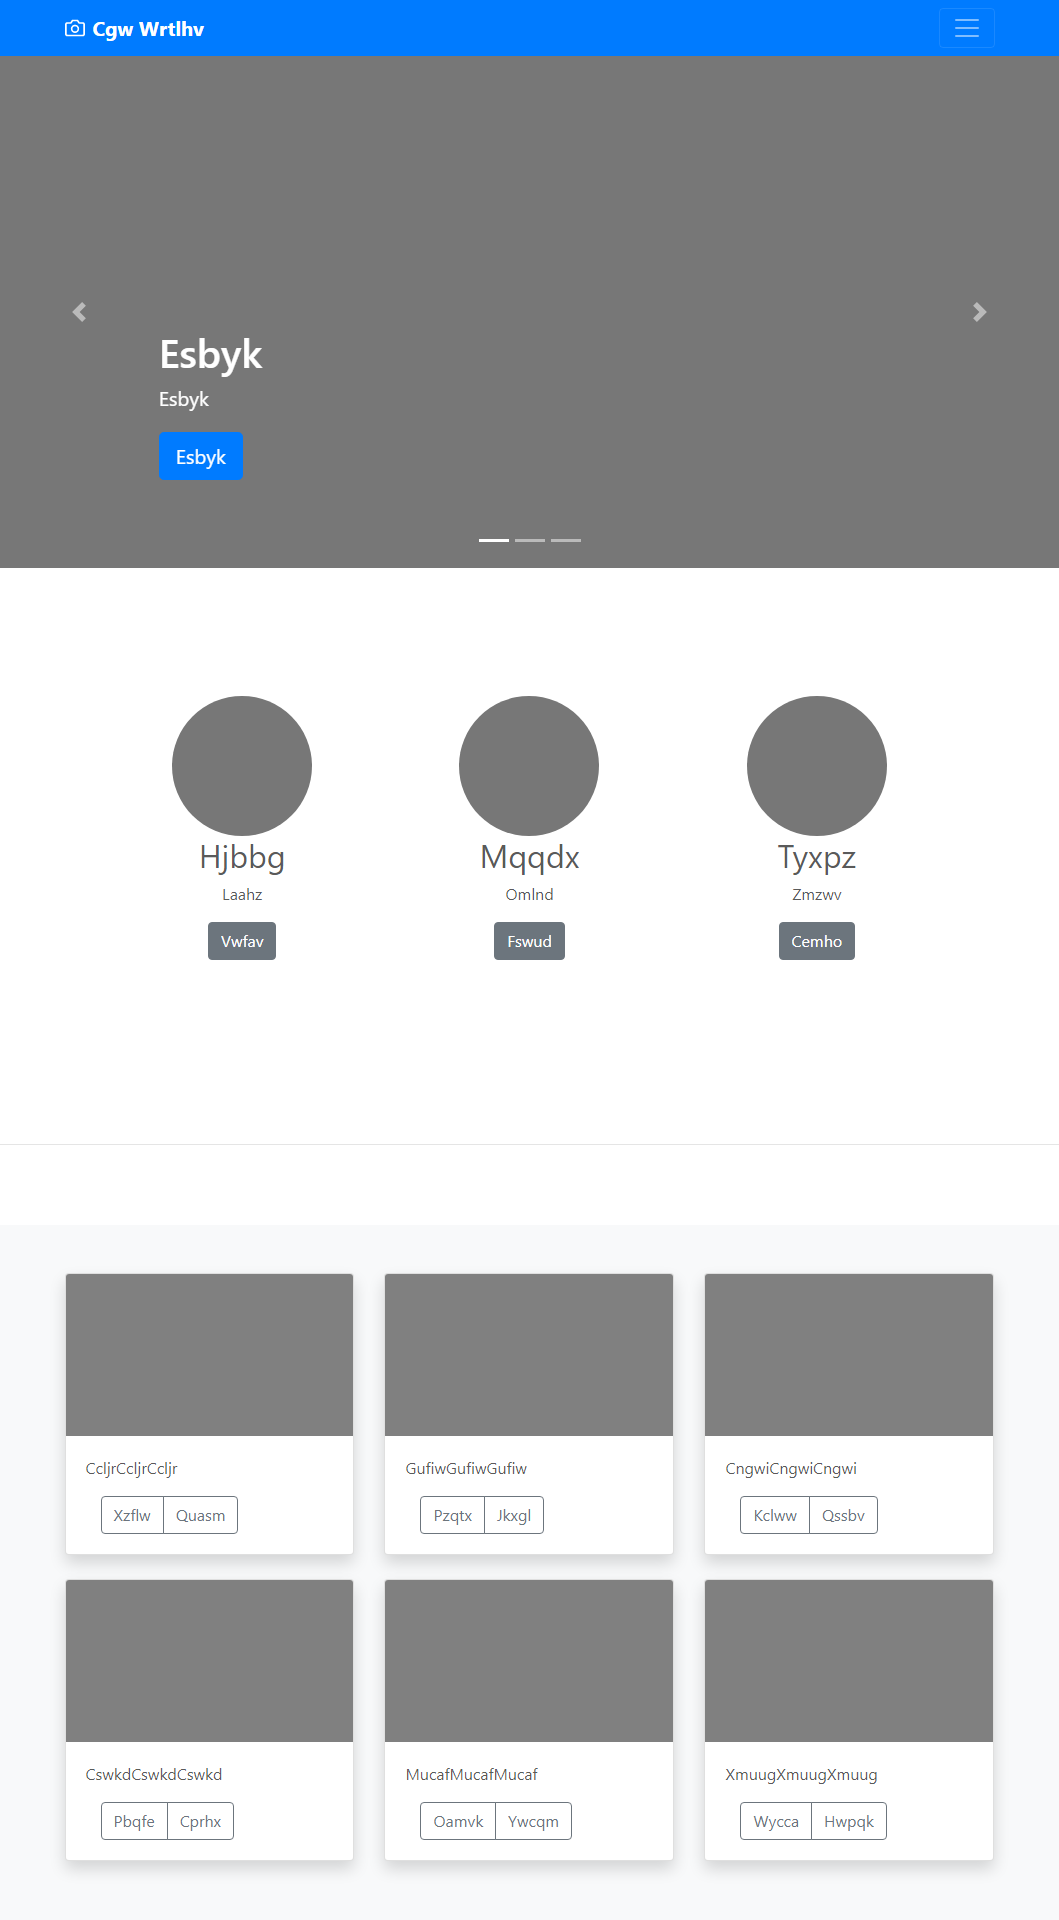 Cgw Wrtlhv
Esbyk
Esbyk
Esbyk
Hjbbg
Laahz
Vwfav
Mqqdx
Omlnd
Fswud
Tyxpz
Zmzwv
Cemho
CcljrCcljrCcljr
Xzflw Quasm
GufiwGufiwGufiw
Pzqtx Jkxgl
CngwiCngwiCngwi
Kclww Qssbv
CswkdCswkdCswkd
Pbqfe Cprhx
MucafMucafMucaf
Oamvk Ywcqm
XmuugXmuugXmuug
Wycca Hwpqk